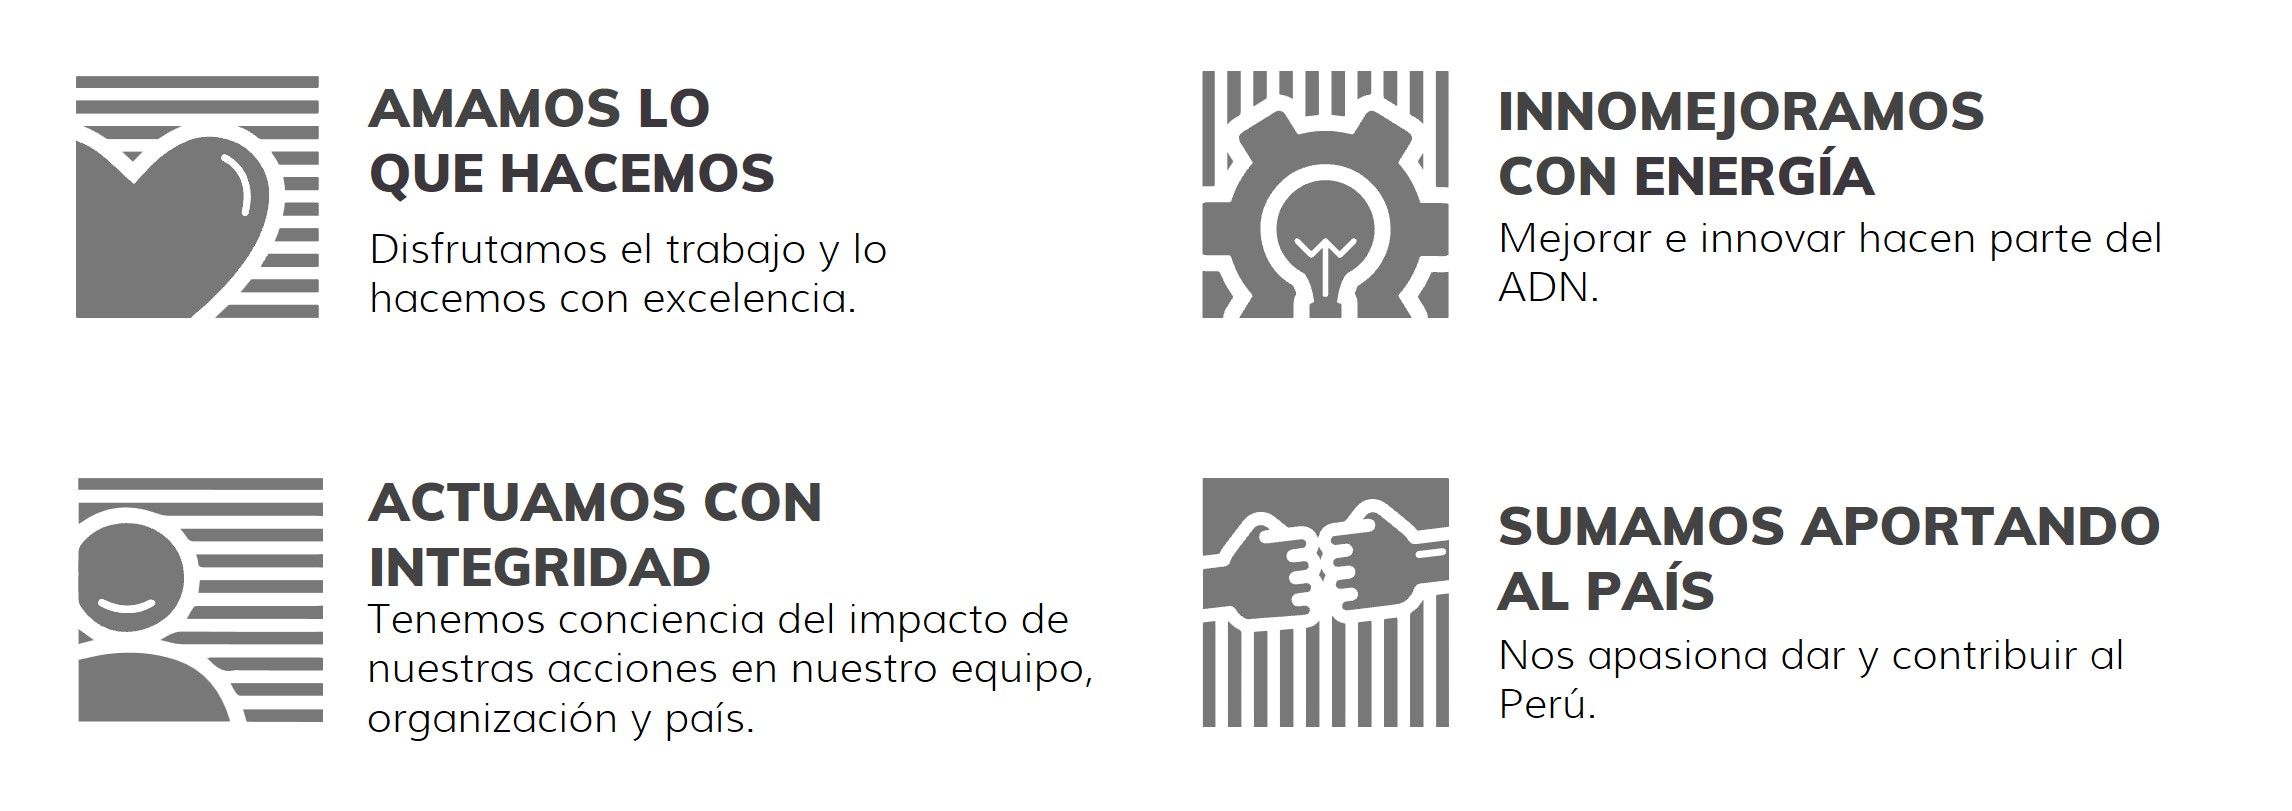 AMAMOS LO
QUE HACEMOS
Disfrutamos el trabajo y lo
hacemos con excelencia.
INNOMEJORAMOS
CON ENERGÍA
Mejorar e innovar hacen parte del
ADN.
ACTUAMOS CON
INTEGRIDAD
Tenemos conciencia del impacto de
nuestras acciones en nuestro equipo,
organización y país.
SUMAMOS APORTANDO
AL PAÍS
Nos apasiona dar y contribuir al
Perú.